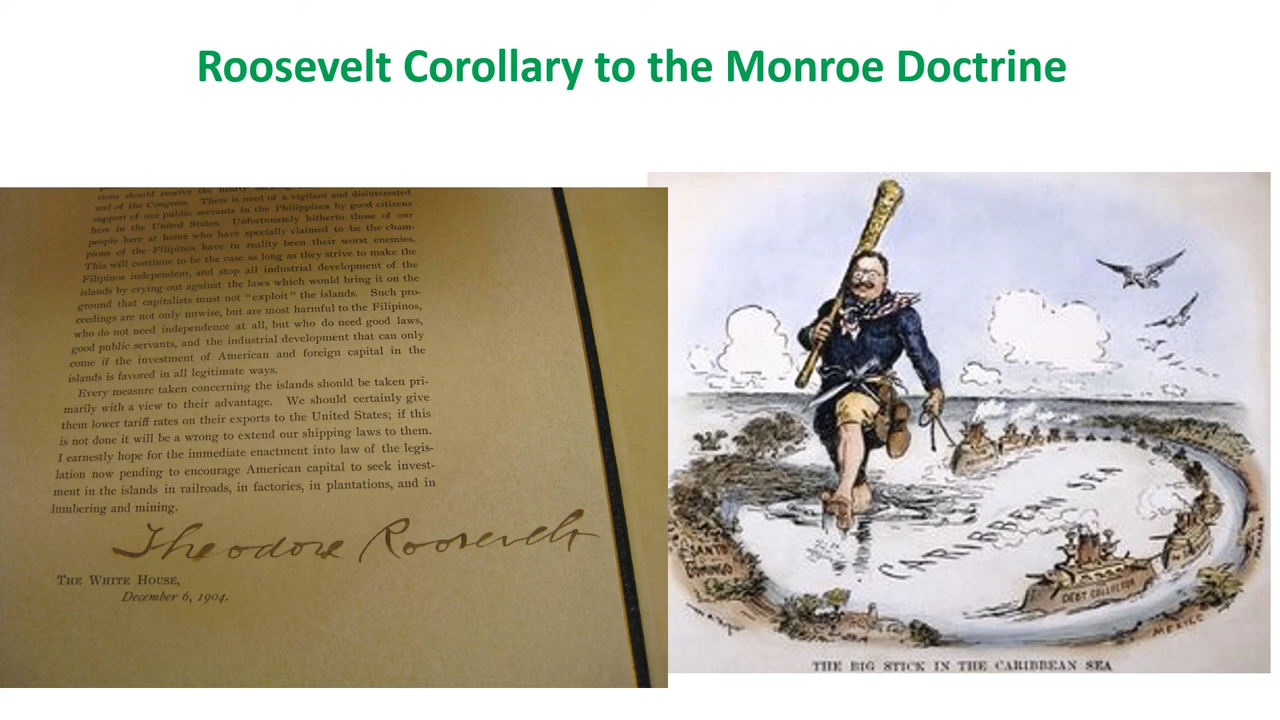 Roosevelt Corollary to the Monroe Doctrine
tions should receive the hearty
and of the Congress. There is need of a vigilant and disinterested
support of our public servants in the Philippines by good citizens
here in the United States. Unfortunately hitherto those of our
people here at home who have specially claimed to be the cham-
pions of the Filipinos have in reality been their worst enemies.
This will continue to be the case as long as they strive to make the
Filipinos independent, and stop all industrial development of the
islands by crying out against the laws which would bring it on the
ground that capitalists must not "exploit" the islands. Such pro-
ceedings are not only unwise, but are most harmful to the Filipinos,
who do not need independence at all, but who do need good laws,
good public servants, and the industrial development that can only
come if the investment of American and foreign capital in the
islands is favored in all legitimate ways.
Every measure taken concerning the islands should be taken pri-
marily with a view to their advantage. We should certainly give
them lower tariff rates on their exports to the United States; if this
is not done it will be a wrong to extend our shipping laws to them.
I earnestly hope for the immediate enactment into law of the legis-
lation now pending to encourage American capital to seek invest-
ment in the islands in railroads, in factories, in plantations, and in
lumbering and mining.
Theodore Roosevelt
THE WHITE HOUSE,
December 6, 1904.
CARIBBEAN SEA
SANTO
DOMINGO
DEBT COLLECTOR
MEXICO
PANAMA
THE BIG STICK IN THE CARIBBEAN SEA